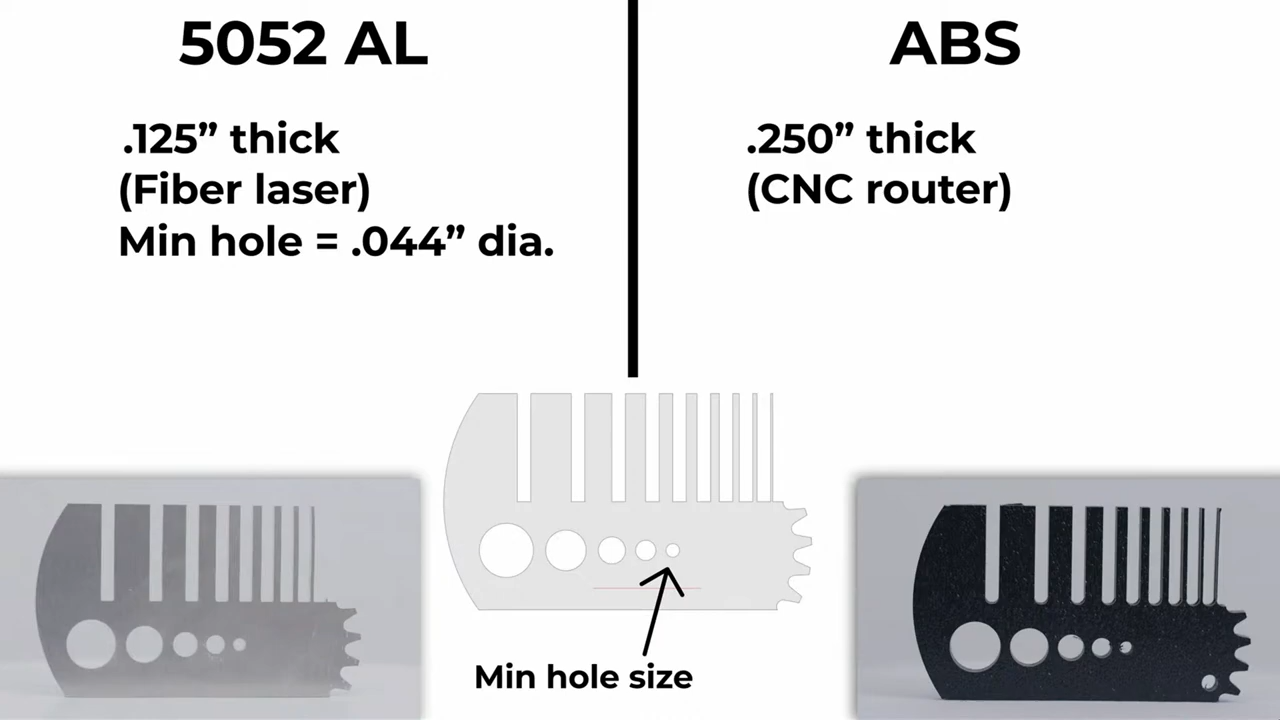 5052 AL
.125” thick
(Fiber laser)
Min hole = .044” dia.
ABS
.250” thick
(CNC router)
Min hole size